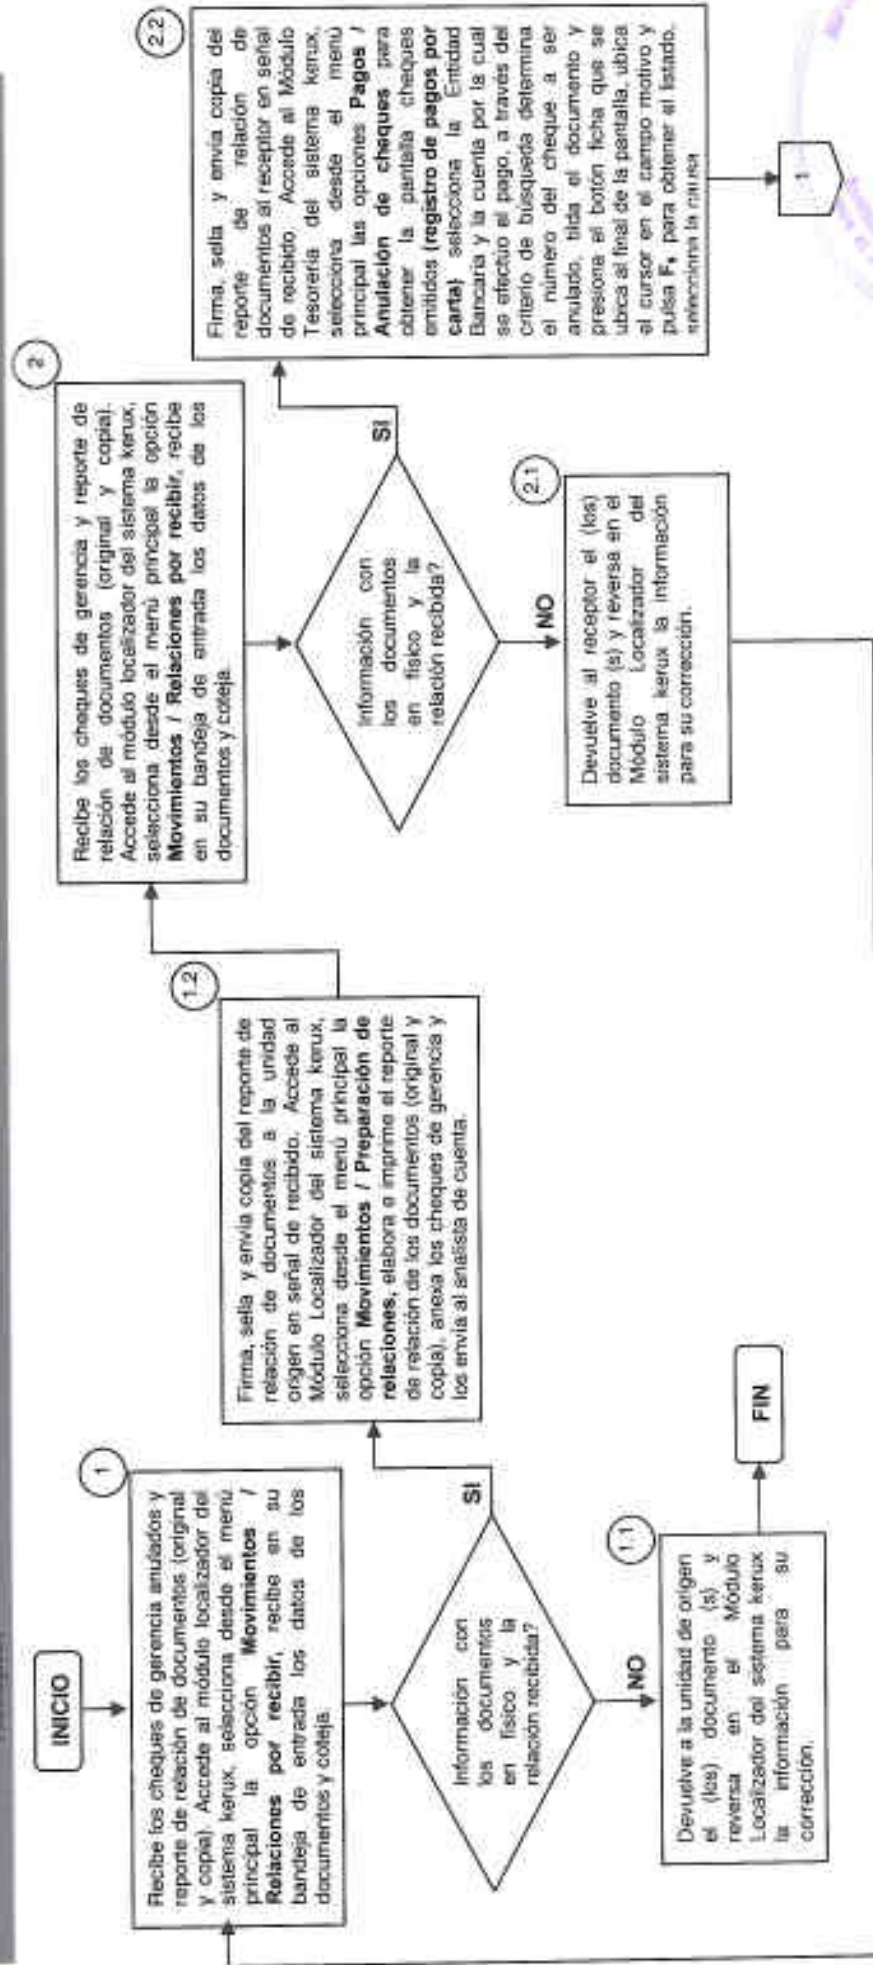 INICIO
1
Recibe los cheques de gerencia anulados y
reporte de relación de documentos (original
y copia). Accede al módulo localizador del
sistema kerux, selecciona desde el menú
principal la opción Movimientos /
Relaciones por recibir, recibe en su
bandeja de entrada los datos de los
documentos y coteja.
Información con
los documentos
en físico y la
relación recibida?
SI
NO
1.1
Devuelve a la unidad de origen
el (los) documento (s) y
reversa en el Módulo
Localizador del sistema kerux
la información para su
corrección.
FIN
1.2
Firma, sella y envía copia del reporte de
relación de documentos a la unidad
origen en señal de recibido. Accede al
Módulo Localizador del sistema kerux,
selecciona desde el menú principal la
opción Movimientos / Preparación de
relaciones, elabora e imprime el reporte
de relación de los documentos (original y
copia), anexa los cheques de gerencia y
los envía al analista de cuenta.
2
Recibe los cheques de gerencia y reporte de
relación de documentos (original y copia).
Accede al módulo localizador del sistema kerux,
selecciona desde el menú principal la opción
Movimientos / Relaciones por recibir, recibe
en su bandeja de entrada los datos de los
documentos y coteja.
Información con
los documentos
en físico y la
relación recibida?
SI
NO
2.1
Devuelve al receptor el (los)
documento (s) y reversa en el
Módulo Localizador del
sistema kerux la información
para su corrección.
2.2
Firma, sella y envía copia del
reporte de relación de
documentos al receptor en señal
de recibido. Accede al Módulo
Tesorería del sistema kerux,
selecciona desde el menú
principal las opciones Pagos /
Anulación de cheques para
obtener la pantalla cheques
emitidos (registro de pagos por
carta) selecciona la Entidad
Bancaria y la cuenta por la cual
se efectúo el pago, a través del
criterio de búsqueda determina
el número del cheque a ser
anulado, tilda el documento y
presiona el botón ficha que se
ubica al final de la pantalla, ubica
el cursor en el campo motivo y
pulsa F9 para obtener el listado,
selecciona la causa
1